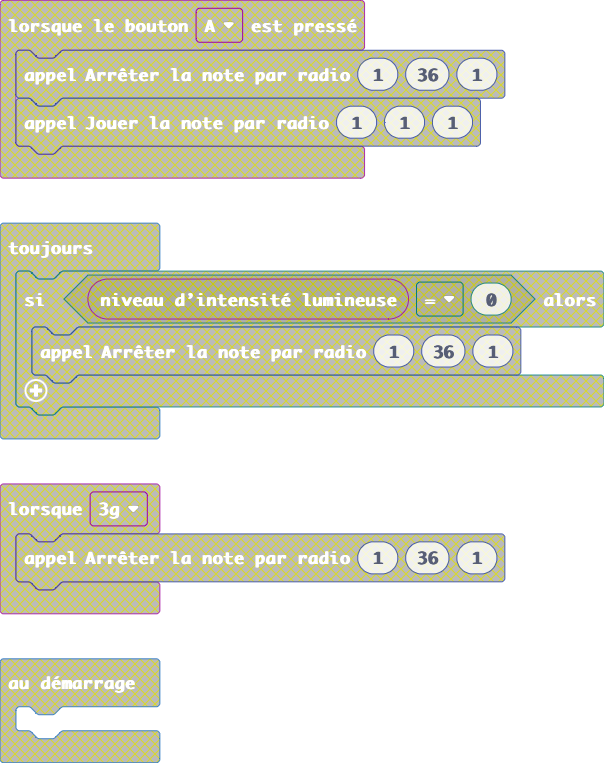 lorsque le bouton A est pressé
appel Arrêter la note par radio 1 36 1
appel Jouer la note par radio 1 1 1
toujours
si niveau d'intensité lumineuse = 0 alors
appel Arrêter la note par radio 1 36 1
lorsque 3g
appel Arrêter la note par radio 1 36 1
au démarrage